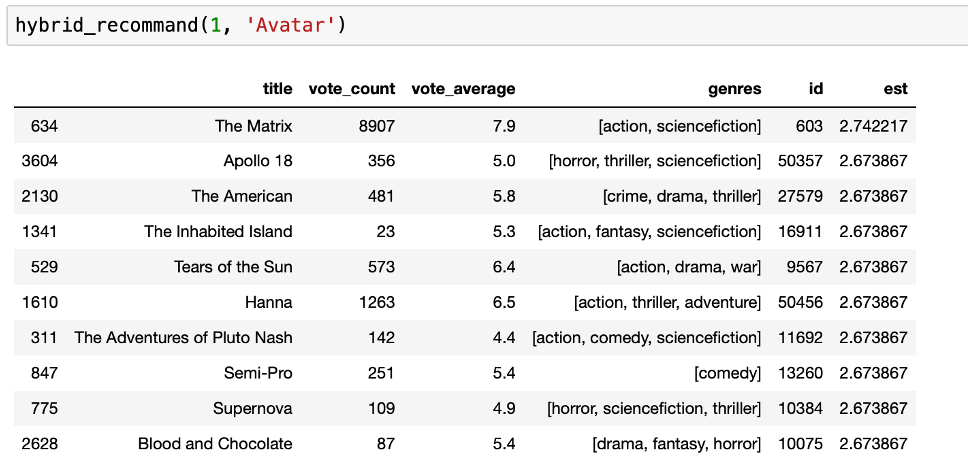 hybrid_recommand(1, 'Avatar')
title vote_count vote_average genres id est
634 The Matrix 8907 7.9 [action, sciencefiction] 603 2.742217
3604 Apollo 18 356 5.0 [horror, thriller, sciencefiction] 50357 2.673867
2130 The American 481 5.8 [crime, drama, thriller] 27579 2.673867
1341 The Inhabited Island 23 5.3 [action, fantasy, sciencefiction] 16911 2.673867
529 Tears of the Sun 573 6.4 [action, drama, war] 9567 2.673867
1610 Hanna 1263 6.5 [action, thriller, adventure] 50456 2.673867
311 The Adventures of Pluto Nash 142 4.4 [action, comedy, sciencefiction] 11692 2.673867
847 Semi-Pro 251 5.4 [comedy] 13260 2.673867
775 Supernova 109 4.9 [horror, sciencefiction, thriller] 10384 2.673867
2628 Blood and Chocolate 87 5.4 [drama, fantasy, horror] 10075 2.673867